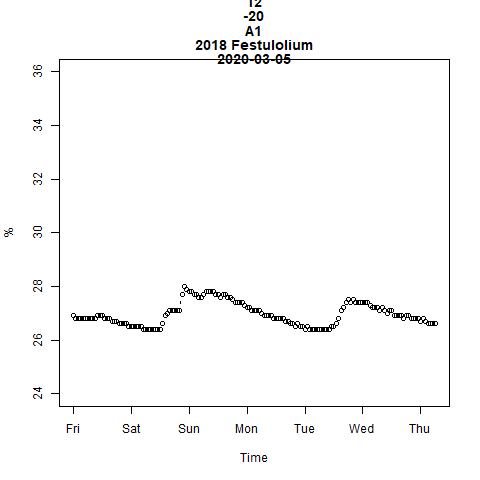 T2
-20
A1
2018 Festulolium
2020-03-05
36
34
32
30
28
26
24
%
Fri Sat Sun Mon Tue Wed Thu
Time